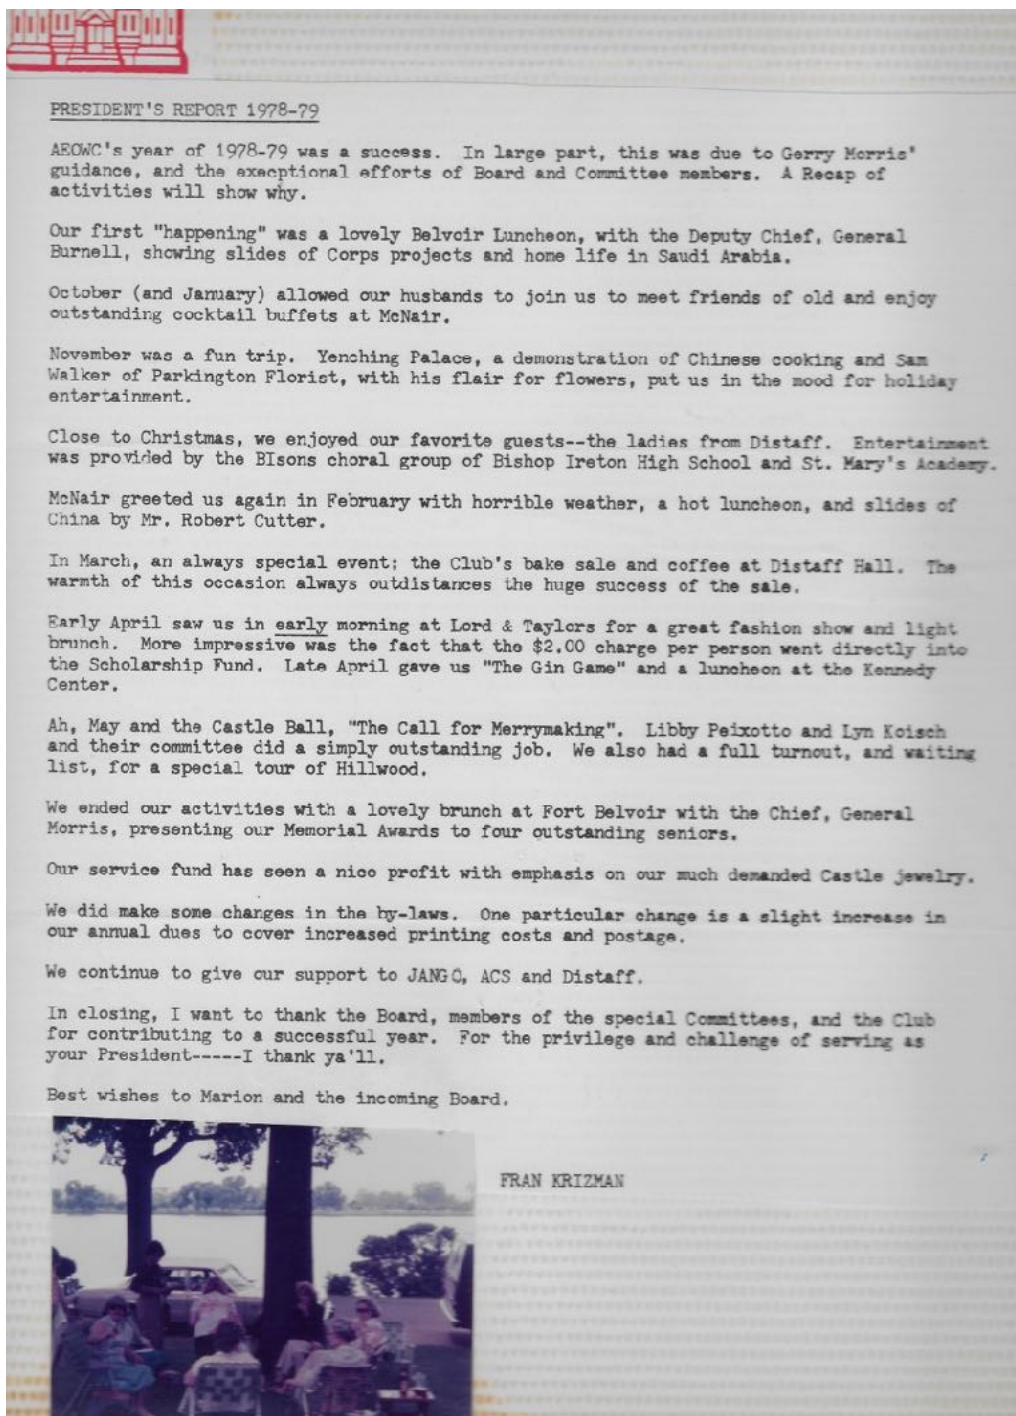 PRESIDENT'S REPORT 1978-79
AEOWC's year of 1978-79 was a success. In large part, this was due to Gerry Morris'
guidance, and the exceptional efforts of Board and Committee members. A Recap of
activities will show why.
Our first "happening" was a lovely Belvoir Luncheon, with the Deputy Chief, General
Burnell, showing slides of Corps projects and home life in Saudi Arabia.
October (and January) allowed our husbands to join us to meet friends of old and enjoy
outstanding cocktail buffets at McNair.
November was a fun trip. Yenching Palace, a demonstration of Chinese cooking and Sam
Walker of Parkington Florist, with his flair for flowers, put us in the mood for holiday
entertainment.
Close to Christmas, we enjoyed our favorite guests--the ladies from Distaff. Entertainment
was provided by the BIsons choral group of Bishop Ireton High School and St. Mary's Academy.
McNair greeted us again in February with horrible weather, a hot luncheon, and slides of
China by Mr. Robert Cutter.
In March, an always special event; the Club's bake sale and coffee at Distaff Hall. The
warmth of this occasion always outdistances the huge success of the sale.
Early April saw us in early morning at Lord & Taylors for a great fashion show and light
brunch. More impressive was the fact that the $2.00 charge per person went directly into
the Scholarship Fund. Late April gave us "The Gin Game" and a luncheon at the Kennedy
Center.
Ah, May and the Castle Ball, "The Call for Merrymaking". Libby Peixotto and Lyn Koisch
and their committee did a simply outstanding job. We also had a full turnout, and waiting
list, for a special tour of Hillwood.
We ended our activities with a lovely brunch at Fort Belvoir with the Chief, General
Morris, presenting our Memorial Awards to four outstanding seniors.
Our service fund has seen a nice profit with emphasis on our much demanded Castle jewelry.
We did make some changes in the by-laws. One particular change is a slight increase in
our annual dues to cover increased printing costs and postage.
We continue to give our support to JANGO, ACS and Distaff.
In closing, I want to thank the Board, members of the special Committees, and the Club
for contributing to a successful year. For the privilege and challenge of serving as
your President-----I thank ya'll.
Best wishes to Marion and the incoming Board.
FRAN KRIZMAN